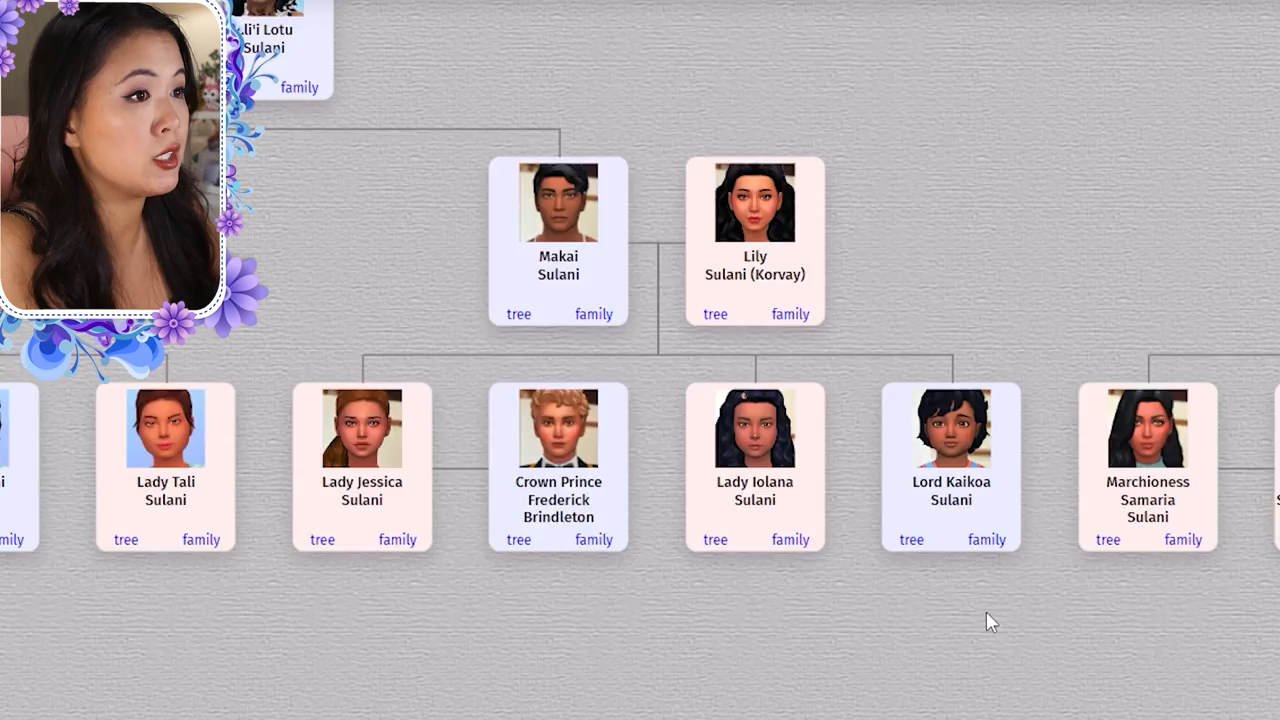 Sulani
family
Makai
Sulani
tree family
Lily
Sulani (Korvay)
tree family
Lady Tali
Sulani
tree family
Lady Jessica
Sulani
tree family
Crown Prince
Frederick
Brindleton
tree family
Lady Iolana
Sulani
tree family
Lord Kaikoa
Sulani
tree family
Marchioness
Samaria
Sulani
tree family